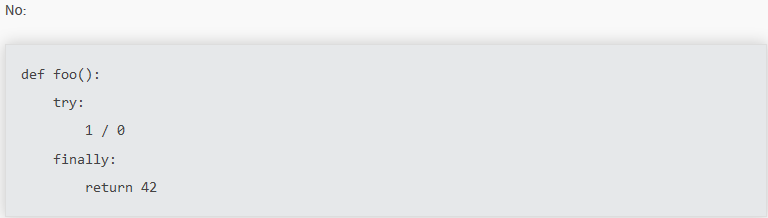 No:
def foo():
    try:
        1 / 0
    finally:
        return 42